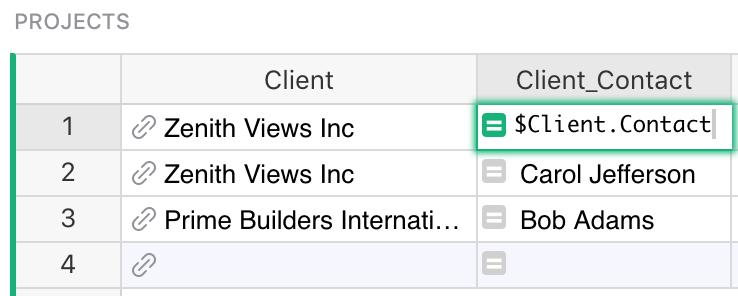 PROJECTS
Client Client_Contact
1 Zenith Views Inc $Client.Contact
2 Zenith Views Inc Carol Jefferson
3 Prime Builders Internati... Bob Adams
4